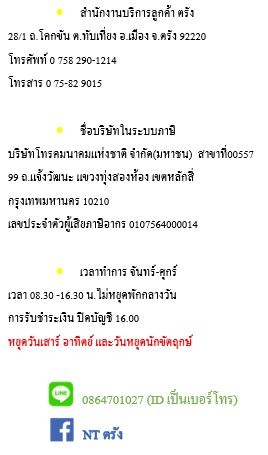 สำนักงานบริการลูกค้า ตรัง
28/1 ถ.โคกขัน ต.ทับเที่ยง อ.เมือง จ.ตรัง 92220
โทรศัพท์ 0 758 290-1214
โทรสาร 0 75-82 9015
ชื่อบริษัทในระบบภาษี
บริษัทโทรคมนาคมแห่งชาติ จำกัด(มหาชน) สาขาที่00557
99 ถ.แจ้งวัฒนะ แขวงทุ่งสองห้อง เขตหลักสี่
กรุงเทพมหานคร 10210
เลขประจำตัวผู้เสียภาษีอากร 0107564000014
เวลาทำการ จันทร์-ศุกร์
เวลา 08.30 -16.30 น. ไม่หยุดพักกลางวัน
การรับชำระเงิน ปิดบัญชี 16.00
หยุดวันเสาร์ อาทิตย์ และวันหยุดนักขัตฤกษ์
LINE 0864701027 (ID เป็นเบอร์โทร)
NT ตรัง